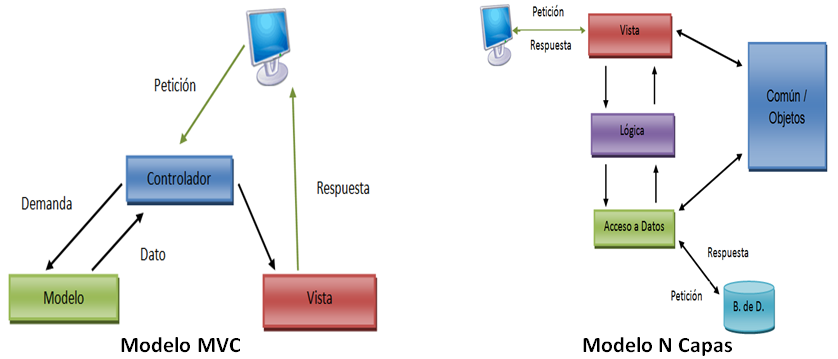 Petición
Controlador
Demanda
Dato
Respuesta
Modelo
Vista
Modelo MVC
Petición
Respuesta
Vista
Común /
Objetos
Lógica
Acceso a Datos
Respuesta
Petición
B. de D.
Modelo N Capas